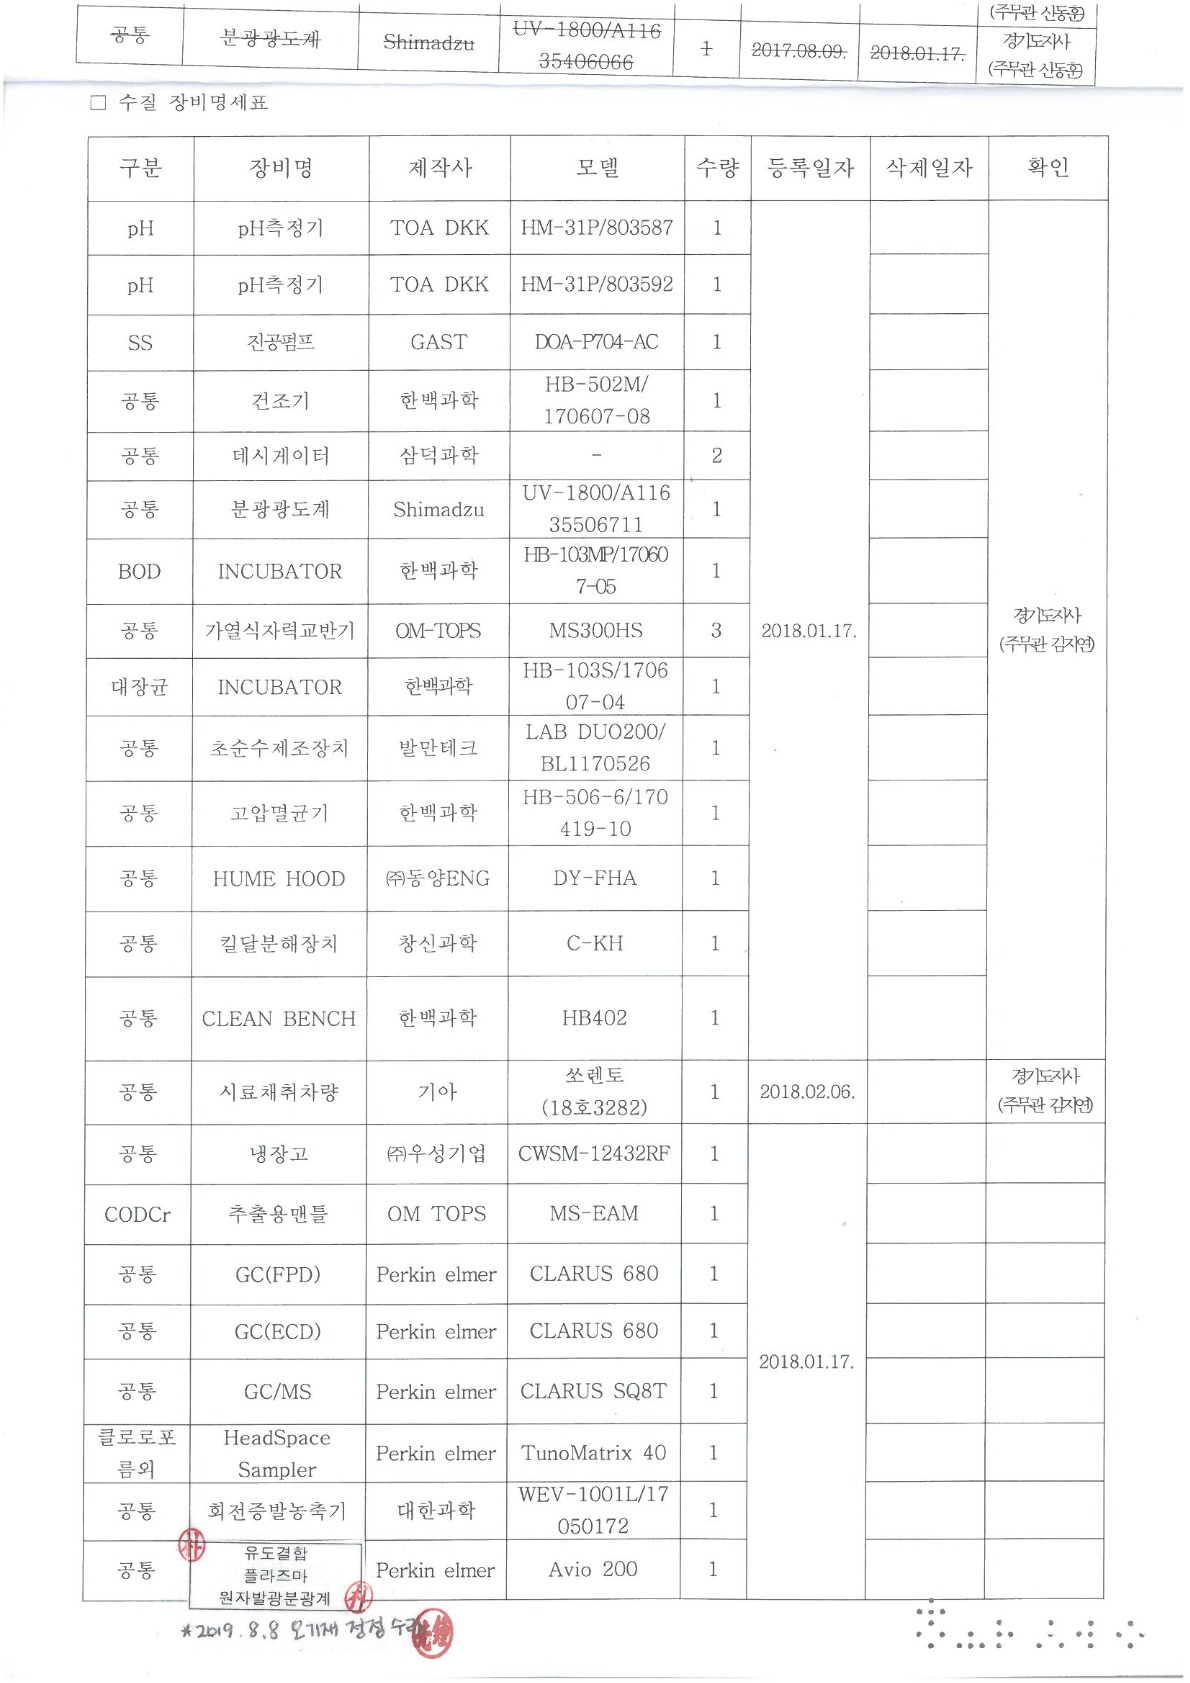 (주무관 신동훈)
공통 분광광도계 Shimadzu UV-1800/A116 35406066 1 2017.08.09. 2018.01.17. 경기도지사 (주무관 신동훈)
□ 수질 장비명세표
구분 장비명 제작사 모델 수량 등록일자 삭제일자 확인
pH pH측정기 TOA DKK HM-31P/803587 1
pH pH측정기 TOA DKK HM-31P/803592 1
SS 진공펌프 GAST DOA-P704-AC 1
공통 건조기 한백과학 HB-502M/ 170607-08 1
공통 데시게이터 삼덕과학 - 2
공통 분광광도계 Shimadzu UV-1800/A116 35506711 1
BOD INCUBATOR 한백과학 HB-103MP/17060 7-05 1
공통 가열식자력교반기 OM-TOPS MS300HS 3 2018.01.17. 경기도지사 (주무관 김지연)
대장균 INCUBATOR 한백과학 HB-103S/1706 07-04 1
공통 초순수제조장치 발만테크 LAB DUO200/ BL1170526 1
공통 고압멸균기 한백과학 HB-506-6/170 419-10 1
공통 HUME HOOD ㈜동양ENG DY-FHA 1
공통 킬달분해장치 창신과학 C-KH 1
공통 CLEAN BENCH 한백과학 HB402 1
공통 시료채취차량 기아 쏘렌토 (18호3282) 1 2018.02.06. 경기도지사 (주무관 김지연)
공통 냉장고 ㈜우성기업 CWSM-12432RF 1
CODCr 추출용맨틀 OM TOPS MS-EAM 1
공통 GC(FPD) Perkin elmer CLARUS 680 1
공통 GC(ECD) Perkin elmer CLARUS 680 1
2018.01.17.
공통 GC/MS Perkin elmer CLARUS SQ8T 1
클로로포름외 HeadSpace Sampler Perkin elmer TunoMatrix 40 1
공통 회전증발농축기 대한과학 WEV-1001L/17 050172 1
공통 유도결합 플라즈마 원자발광분광계 Perkin elmer Avio 200 1
*2019.8.8 오기재 정정